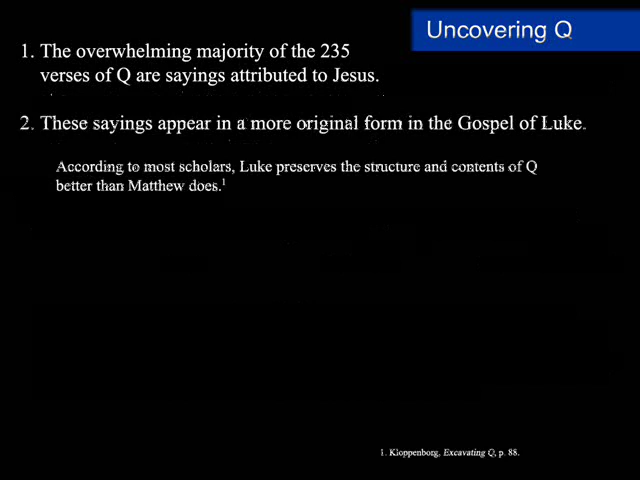 Uncovering Q
1. The overwhelming majority of the 235
verses of Q are sayings attributed to Jesus.
2. These sayings appear in a more original form in the Gospel of Luke.
According to most scholars, Luke preserves the structure and contents of Q
better than Matthew does.1
1. Kloppenborg, Excavating Q, p. 88.